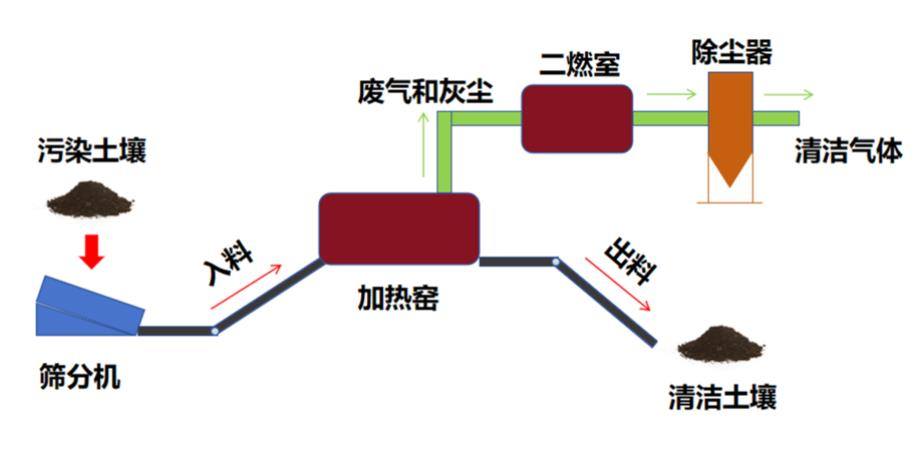 二燃室
除尘器
废气和灰尘
污染土壤
清洁气体
入料
出料
加热窑
筛分机
清洁土壤